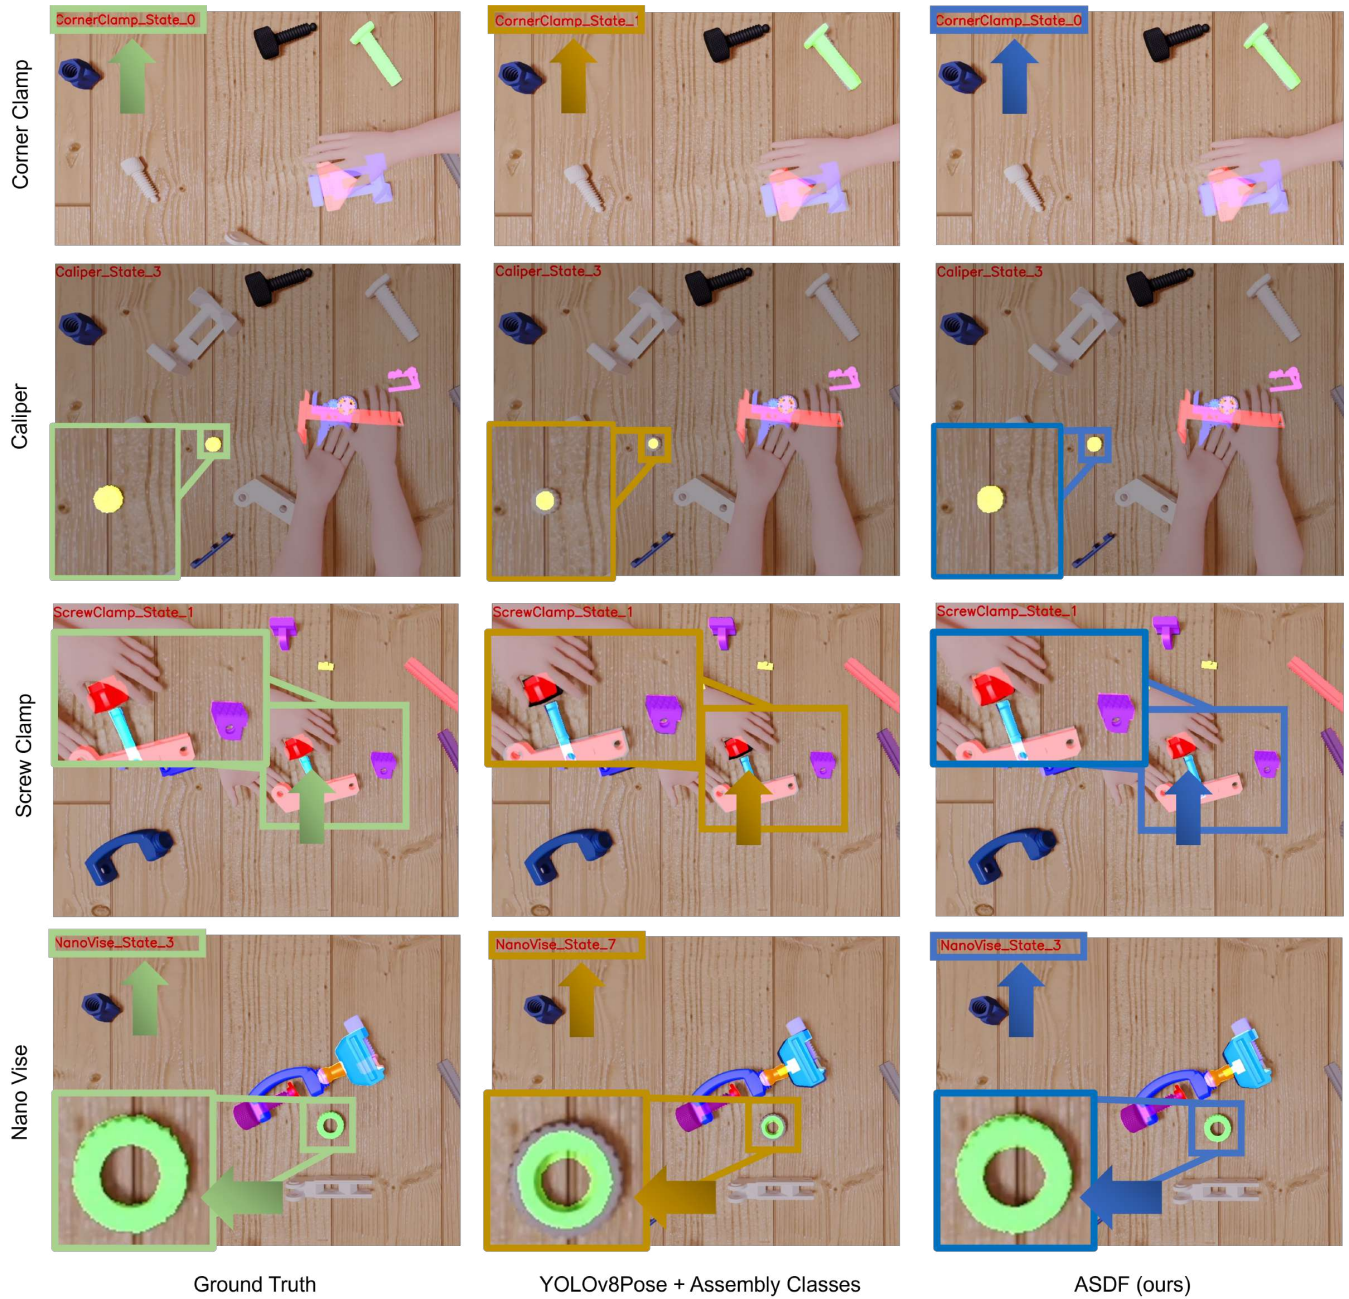 Corner Clamp
CornerClamp_State_0
CornerClamp_State_1
CornerClamp_State_0
Caliper
Caliper_State_3
Caliper_State_3
Caliper_State_3
Screw Clamp
ScrewClamp_State_1
ScrewClamp_State_1
ScrewClamp_State_1
Nano Vise
NanoVise_State_3
NanoVise_State_7
NanoVise_State_3
Ground Truth
YOLOv8Pose + Assembly Classes
ASDF (ours)